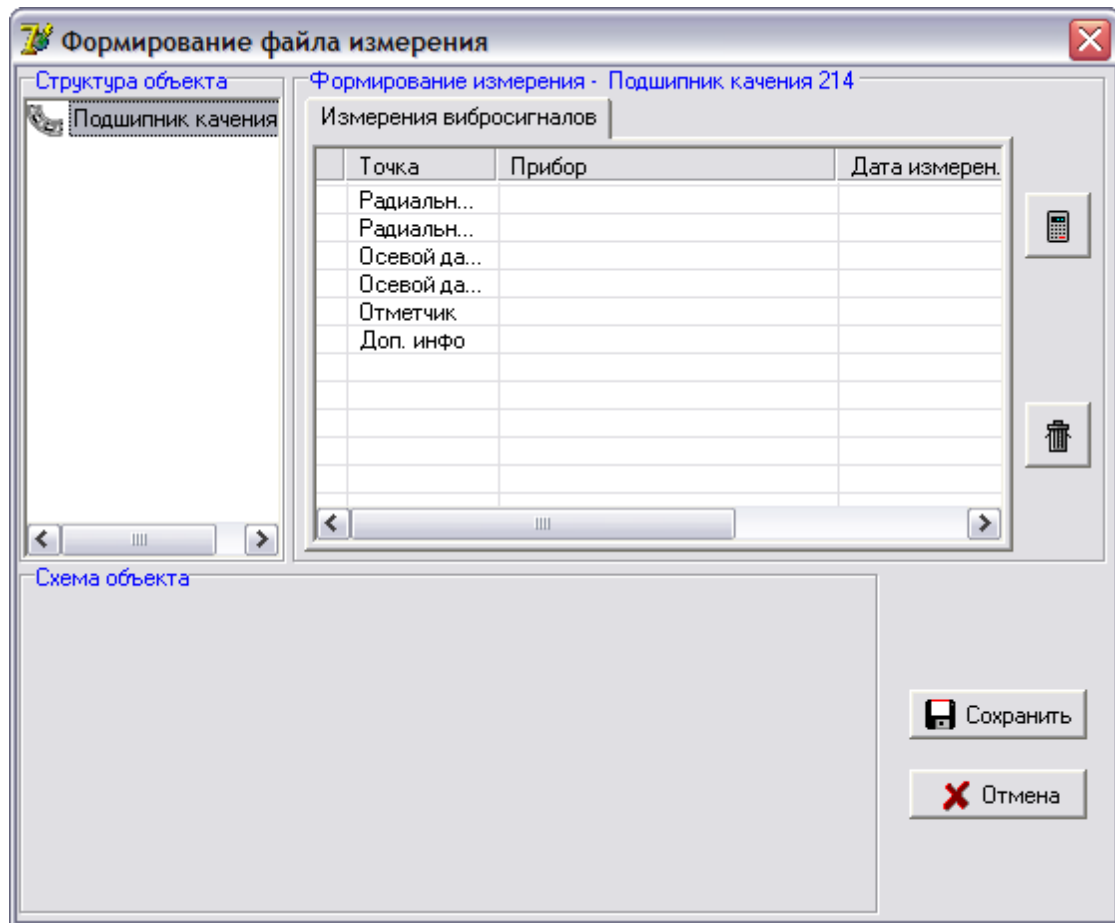 Формирование файла измерения
Структура объекта
Подшипник качения
Формирование измерения - Подшипник качения 214
Измерения вибросигналов
Точка Прибор Дата измерен.
Радиальн...
Радиальн...
Осевой да...
Осевой да...
Отметчик
Доп. инфо
Схема объекта
Сохранить
Отмена